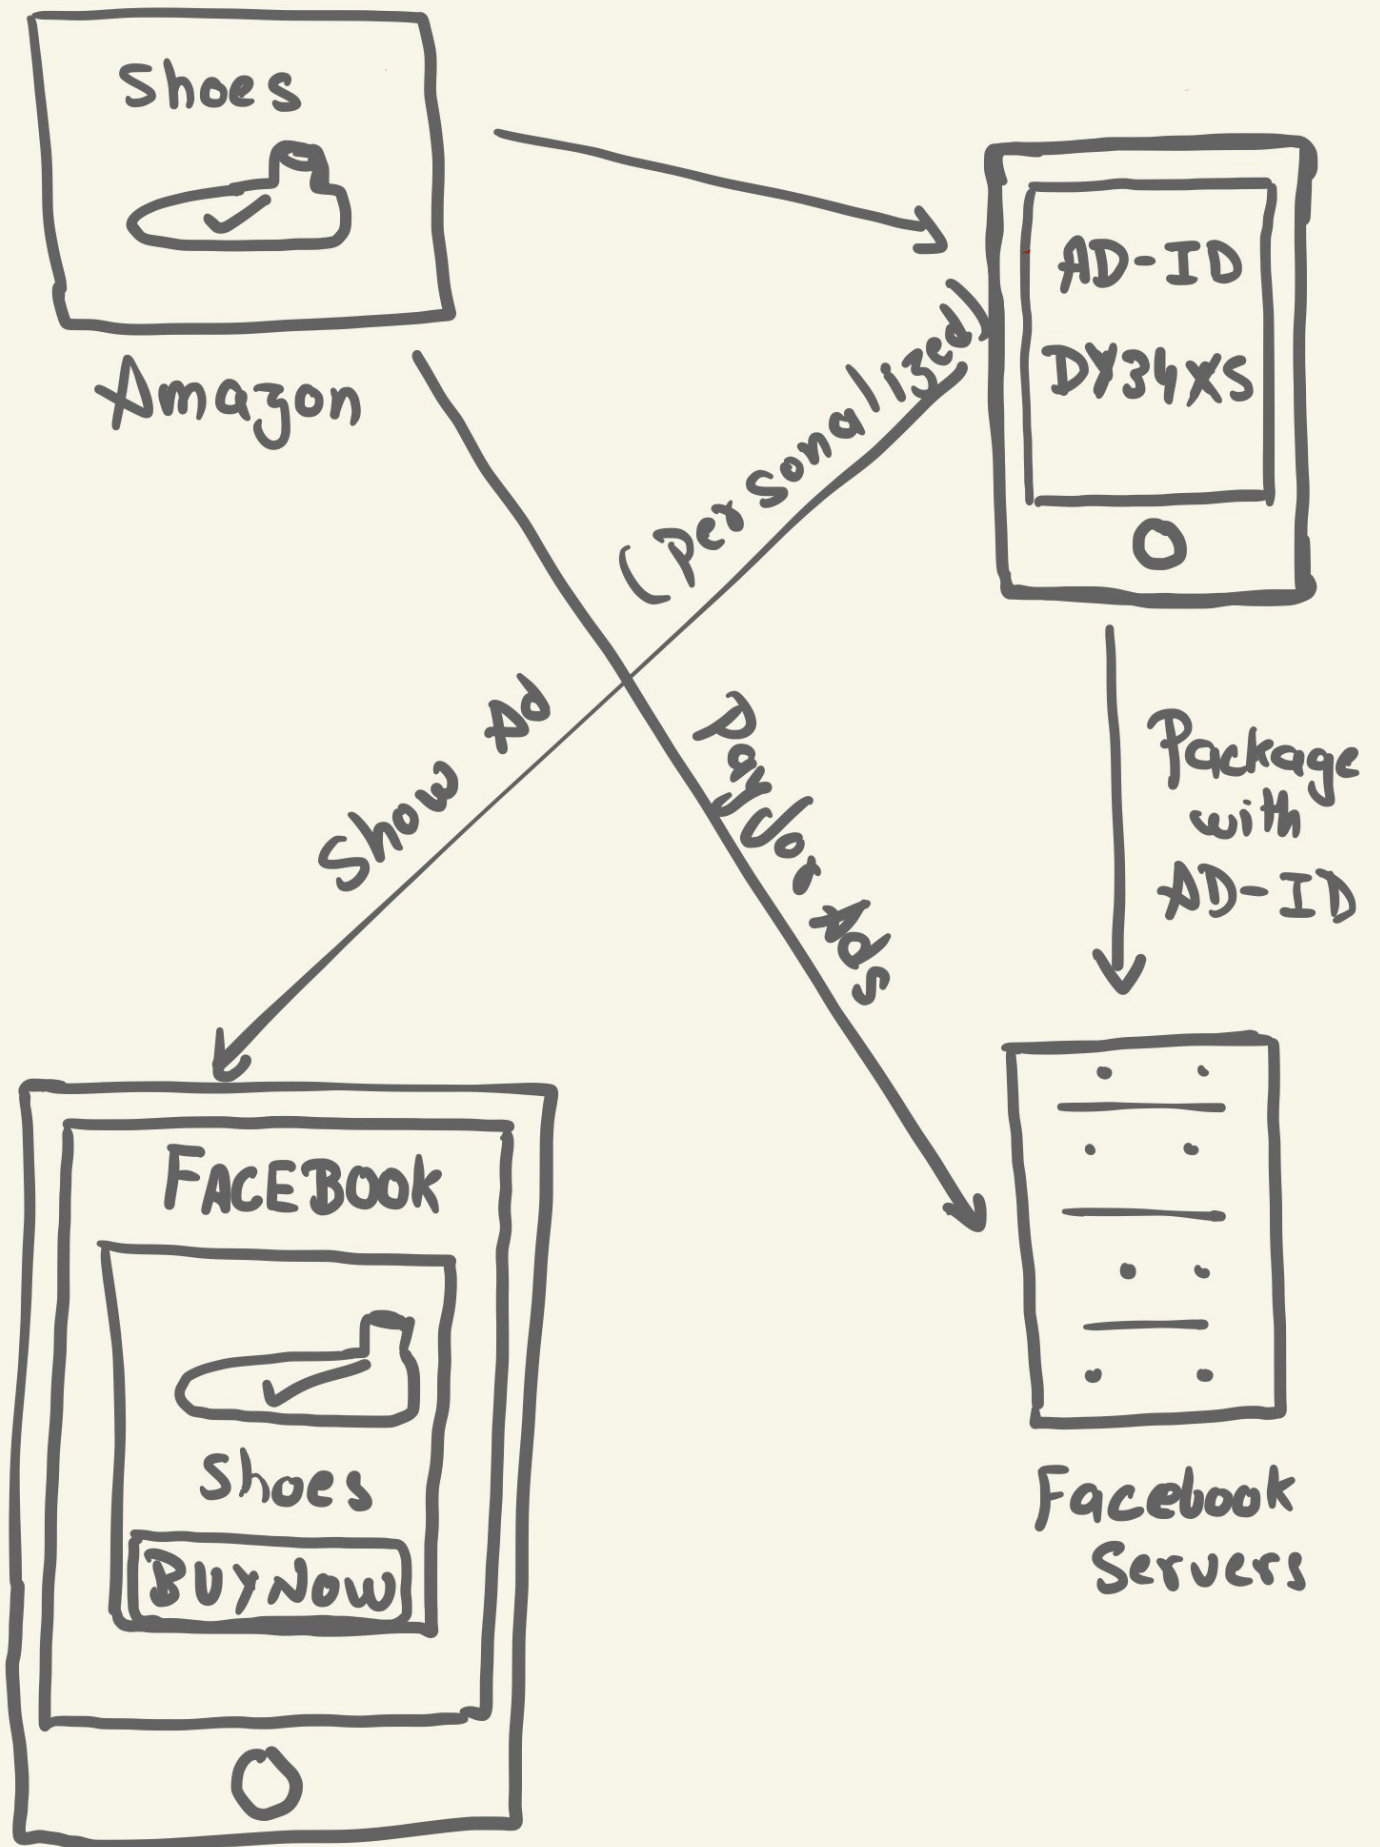 Shoes
Amazon
AD-ID
DY34XS
(personalized)
Show Ad
Pay for Ads
Package
with
AD-ID
FACEBOOK
Shoes
BUY NOW
Facebook
Servers